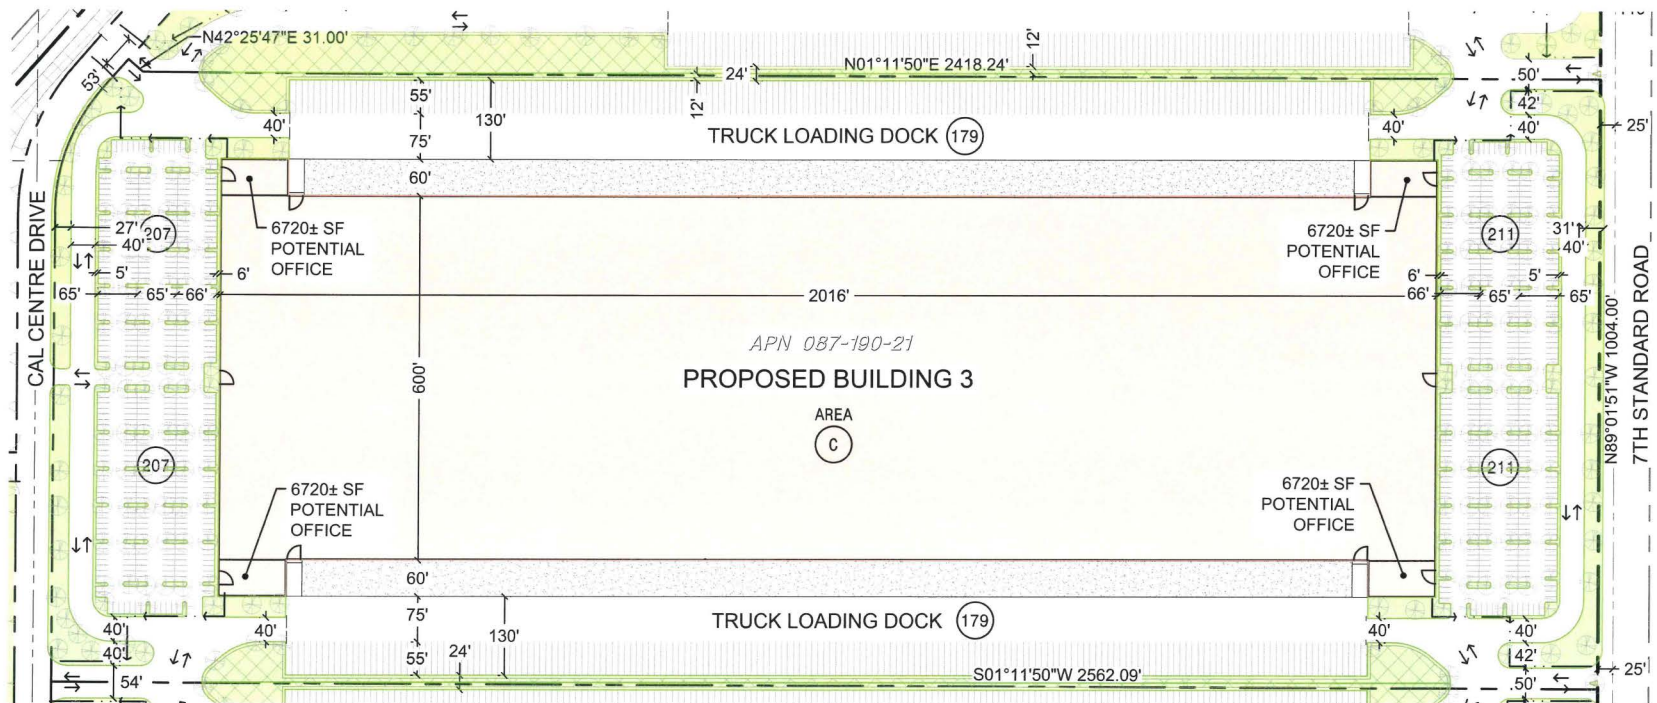 N42°25'47"E 31.00'
12'
N01°11'50"E 2418.24'
24'
50'
53'
55'
12'
42'
40'
130'
TRUCK LOADING DOCK 179
40'
40'
25'
75'
60'
6720± SF
POTENTIAL
OFFICE
6720± SF
POTENTIAL
OFFICE
27'
207
40'
211
31'
40'
5'
6'
6'
5'
65'
65'
66'
2016'
66'
65'
65'
CAL CENTRE DRIVE
APN 087-190-21
PROPOSED BUILDING 3
600'
AREA
C
N89°01'51"W 1004.00'
7TH STANDARD ROAD
207
211
6720± SF
POTENTIAL
OFFICE
6720± SF
POTENTIAL
OFFICE
60'
75'
TRUCK LOADING DOCK 179
40'
40'
130'
40'
40'
40'
24'
55'
42'
25'
S01°11'50"W 2562.09'
54'
50'